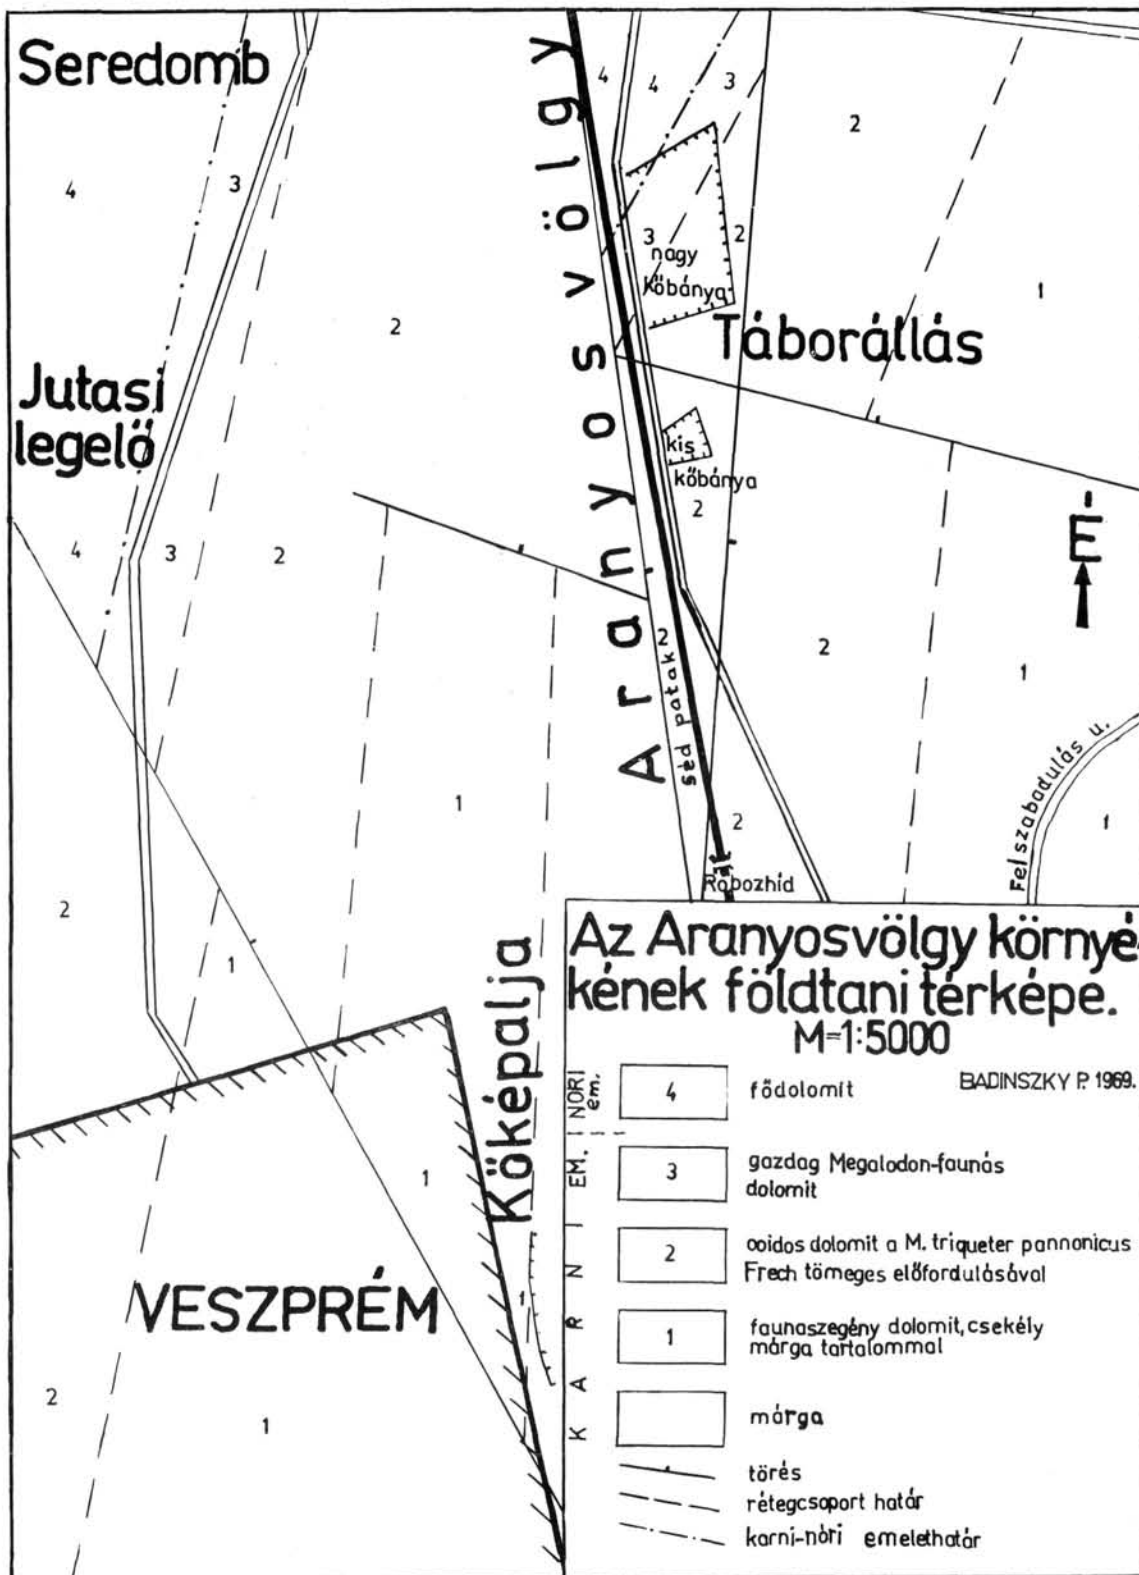 Seredomb
4
3
2
4
4
3
2
3
2
nagy
kőbánya
1
Táborállás
Jutasi
legelő
kis
kőbánya
2
4
3
2
É
Aranyosvölgy
2
séd patak
2
1
Felszabadulás u.
1
1
2
2
Rabozhíd
1
Kőképalja
1
1
VESZPRÉM
2
1
Az Aranyosvölgy környé-
kének földtani térképe.
M=1:5000
BADINSZKY P. 1969.
NÓRI
em.
4 fődolomit
KARNI EM.
3 gazdag Megalodon-faunás
dolomit
2 ooidos dolomit a M. triqueter pannonicus
Frech tömeges előfordulásával
1 faunaszegény dolomit, csekély
márga tartalommal
márga
törés
rétegcsoport határ
karni-nóri emelethatár